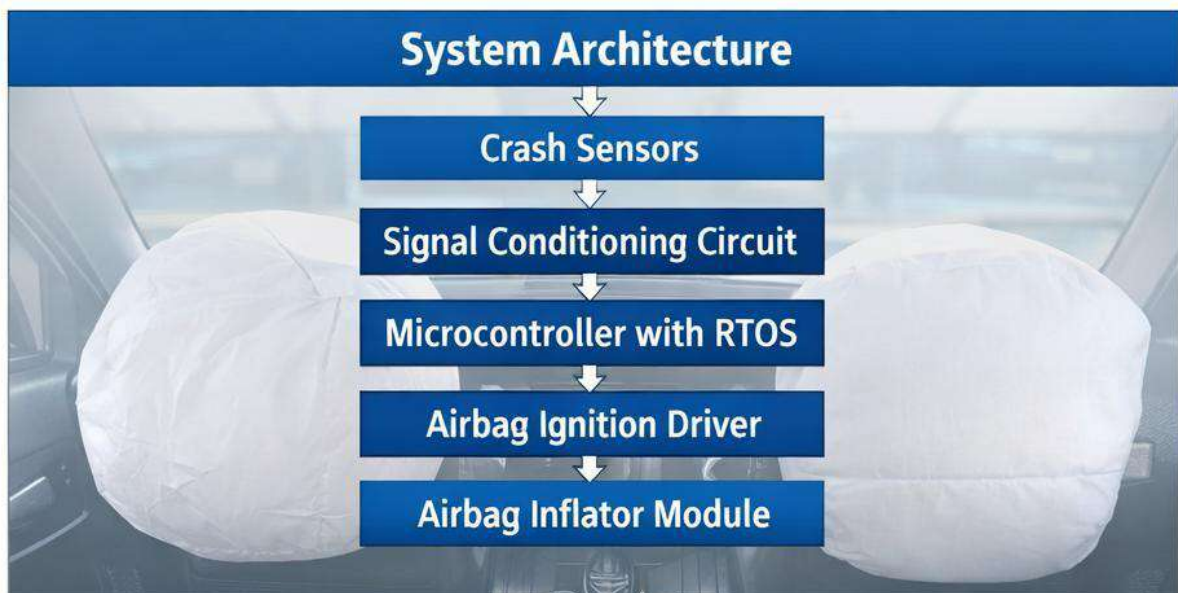 System Architecture
Crash Sensors
Signal Conditioning Circuit
Microcontroller with RTOS
Airbag Ignition Driver
Airbag Inflator Module